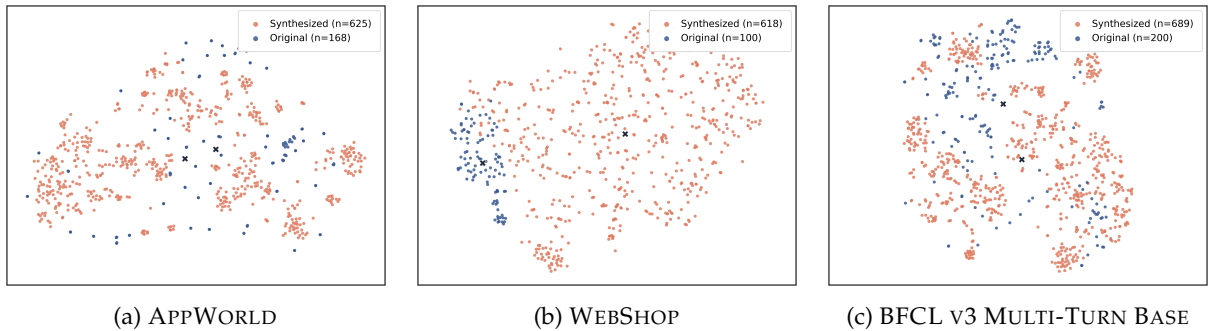 Synthesized (n=625)
Original (n=168)
Synthesized (n=618)
Original (n=100)
Synthesized (n=689)
Original (n=200)
(a) APPWORLD
(b) WEBSHOP
(c) BFCL V3 MULTI-TURN BASE